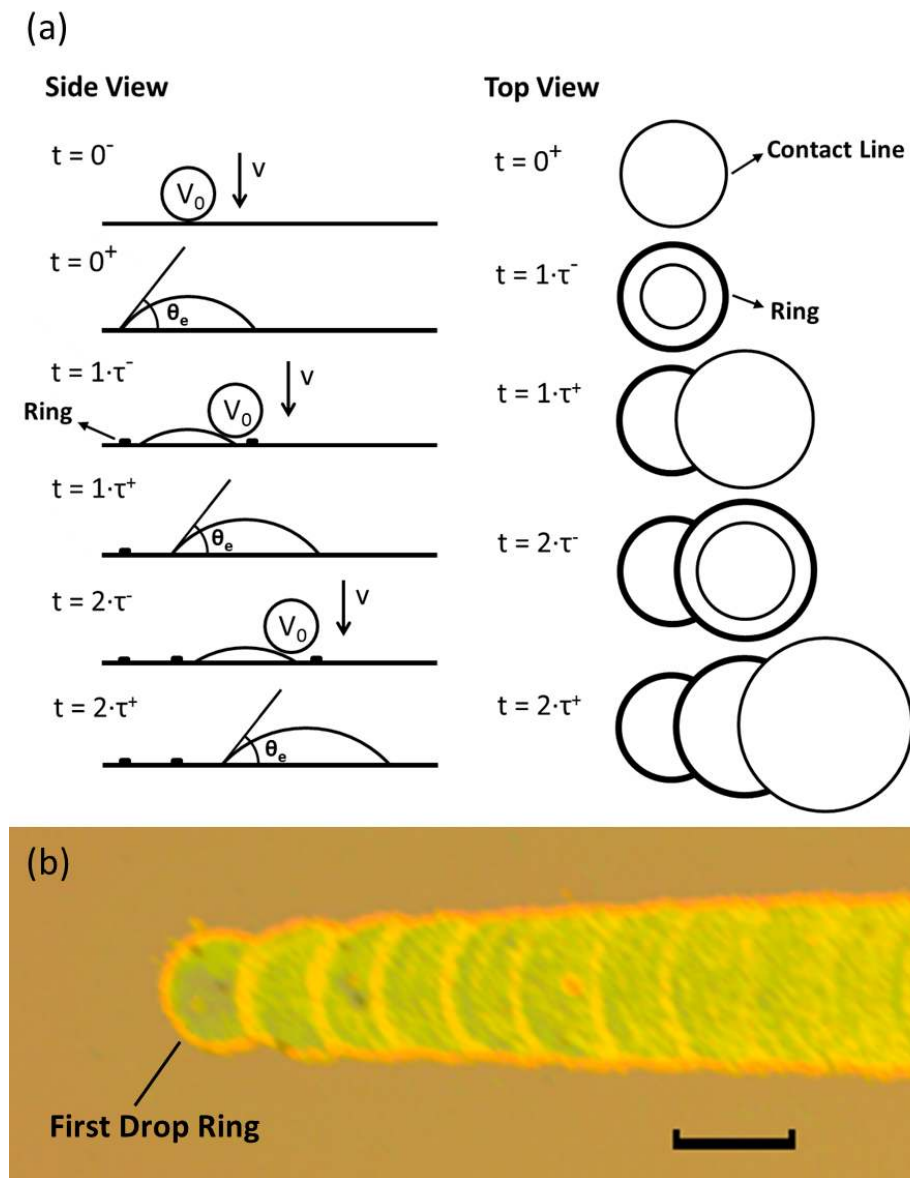 (a)
Side View
t = 0⁻
V₀
v
t = 0⁺
θₑ
t = 1·τ⁻
Ring
V₀
v
t = 1·τ⁺
θₑ
t = 2·τ⁻
V₀
v
t = 2·τ⁺
θₑ
Top View
t = 0⁺
Contact Line
t = 1·τ⁻
Ring
t = 1·τ⁺
t = 2·τ⁻
t = 2·τ⁺
(b)
First Drop Ring